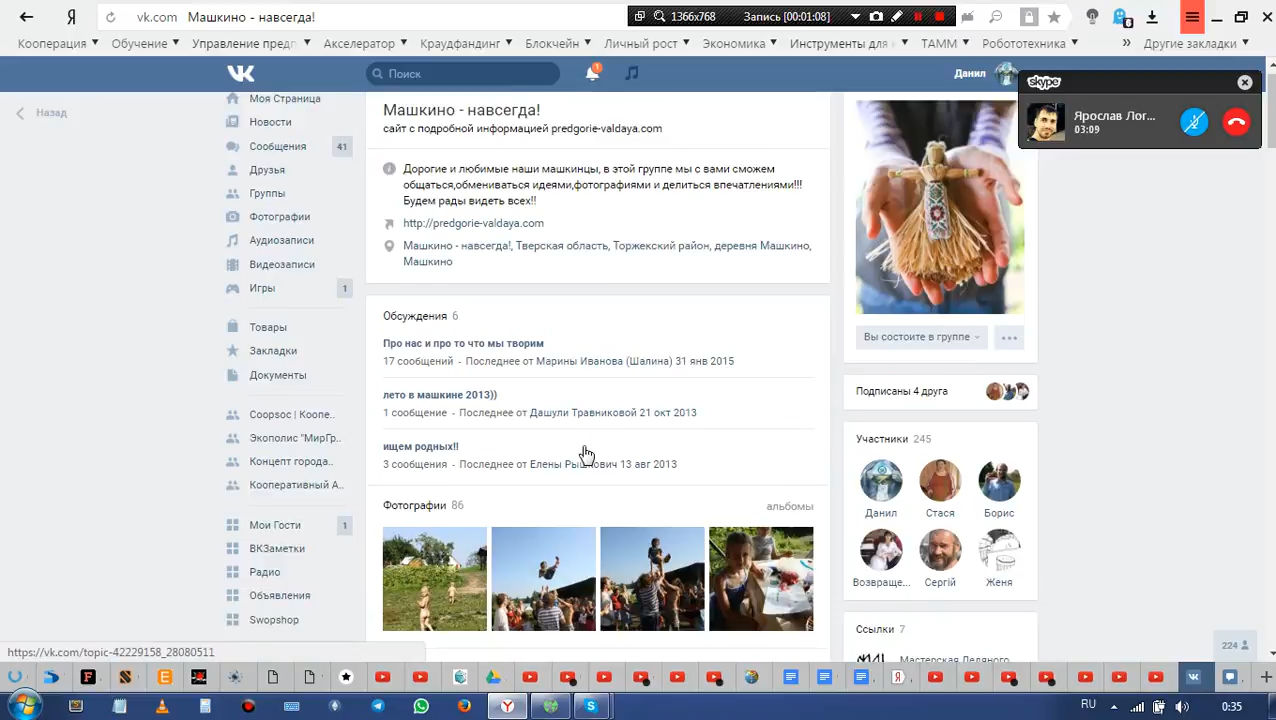 Я
vk.com Машкино - навсегда!
1366x768 Запись [00:01:08]
6
Кооперация Обучение Управление пред Акселератор Краудфандинг Блокчейн Личный рост Экономика Инструменты для ТАММ Робототехника » Другие закладки
Поиск
1
Данил
skype
Ярослав Лог...
03:09
Назад
Моя Страница
Новости
Сообщения 41
Друзья
Группы
Фотографии
Аудиозаписи
Видеозаписи
Игры 1
Товары
Закладки
Документы
Coopsoc | Коопе..
Экополис "МирГр..
Концепт города..
Кооперативный А..
Мои Гости 1
ВКЗаметки
Радио
Объявления
Swopshop
Машкино - навсегда!
сайт с подробной информацией predgorie-valdaya.com
Дорогие и любимые наши машкинцы, в этой группе мы с вами сможем
общаться,обмениваться идеями,фотографиями и делиться впечатлениями!!!
Будем рады видеть всех!!
http://predgorie-valdaya.com
Машкино - навсегда!, Тверская область, Торжекский район, деревня Машкино,
Машкино
Обсуждения 6
Про нас и про то что мы творим
17 сообщений - Последнее от Марины Иванова (Шалина) 31 янв 2015
лето в машкине 2013))
1 сообщение - Последнее от Дашули Травниковой 21 окт 2013
ищем родных!!
3 сообщения - Последнее от Елены 13 авг 2013
Фотографии 86 альбомы
Вы состоите в группе
Подписаны 4 друга
Участники 245
Данил Стася Борис
Возвраще... Сергій Женя
Ссылки 7
Мастерская Ледяного
224
https://vk.com/topic-42229158_28080511
RU 0:35